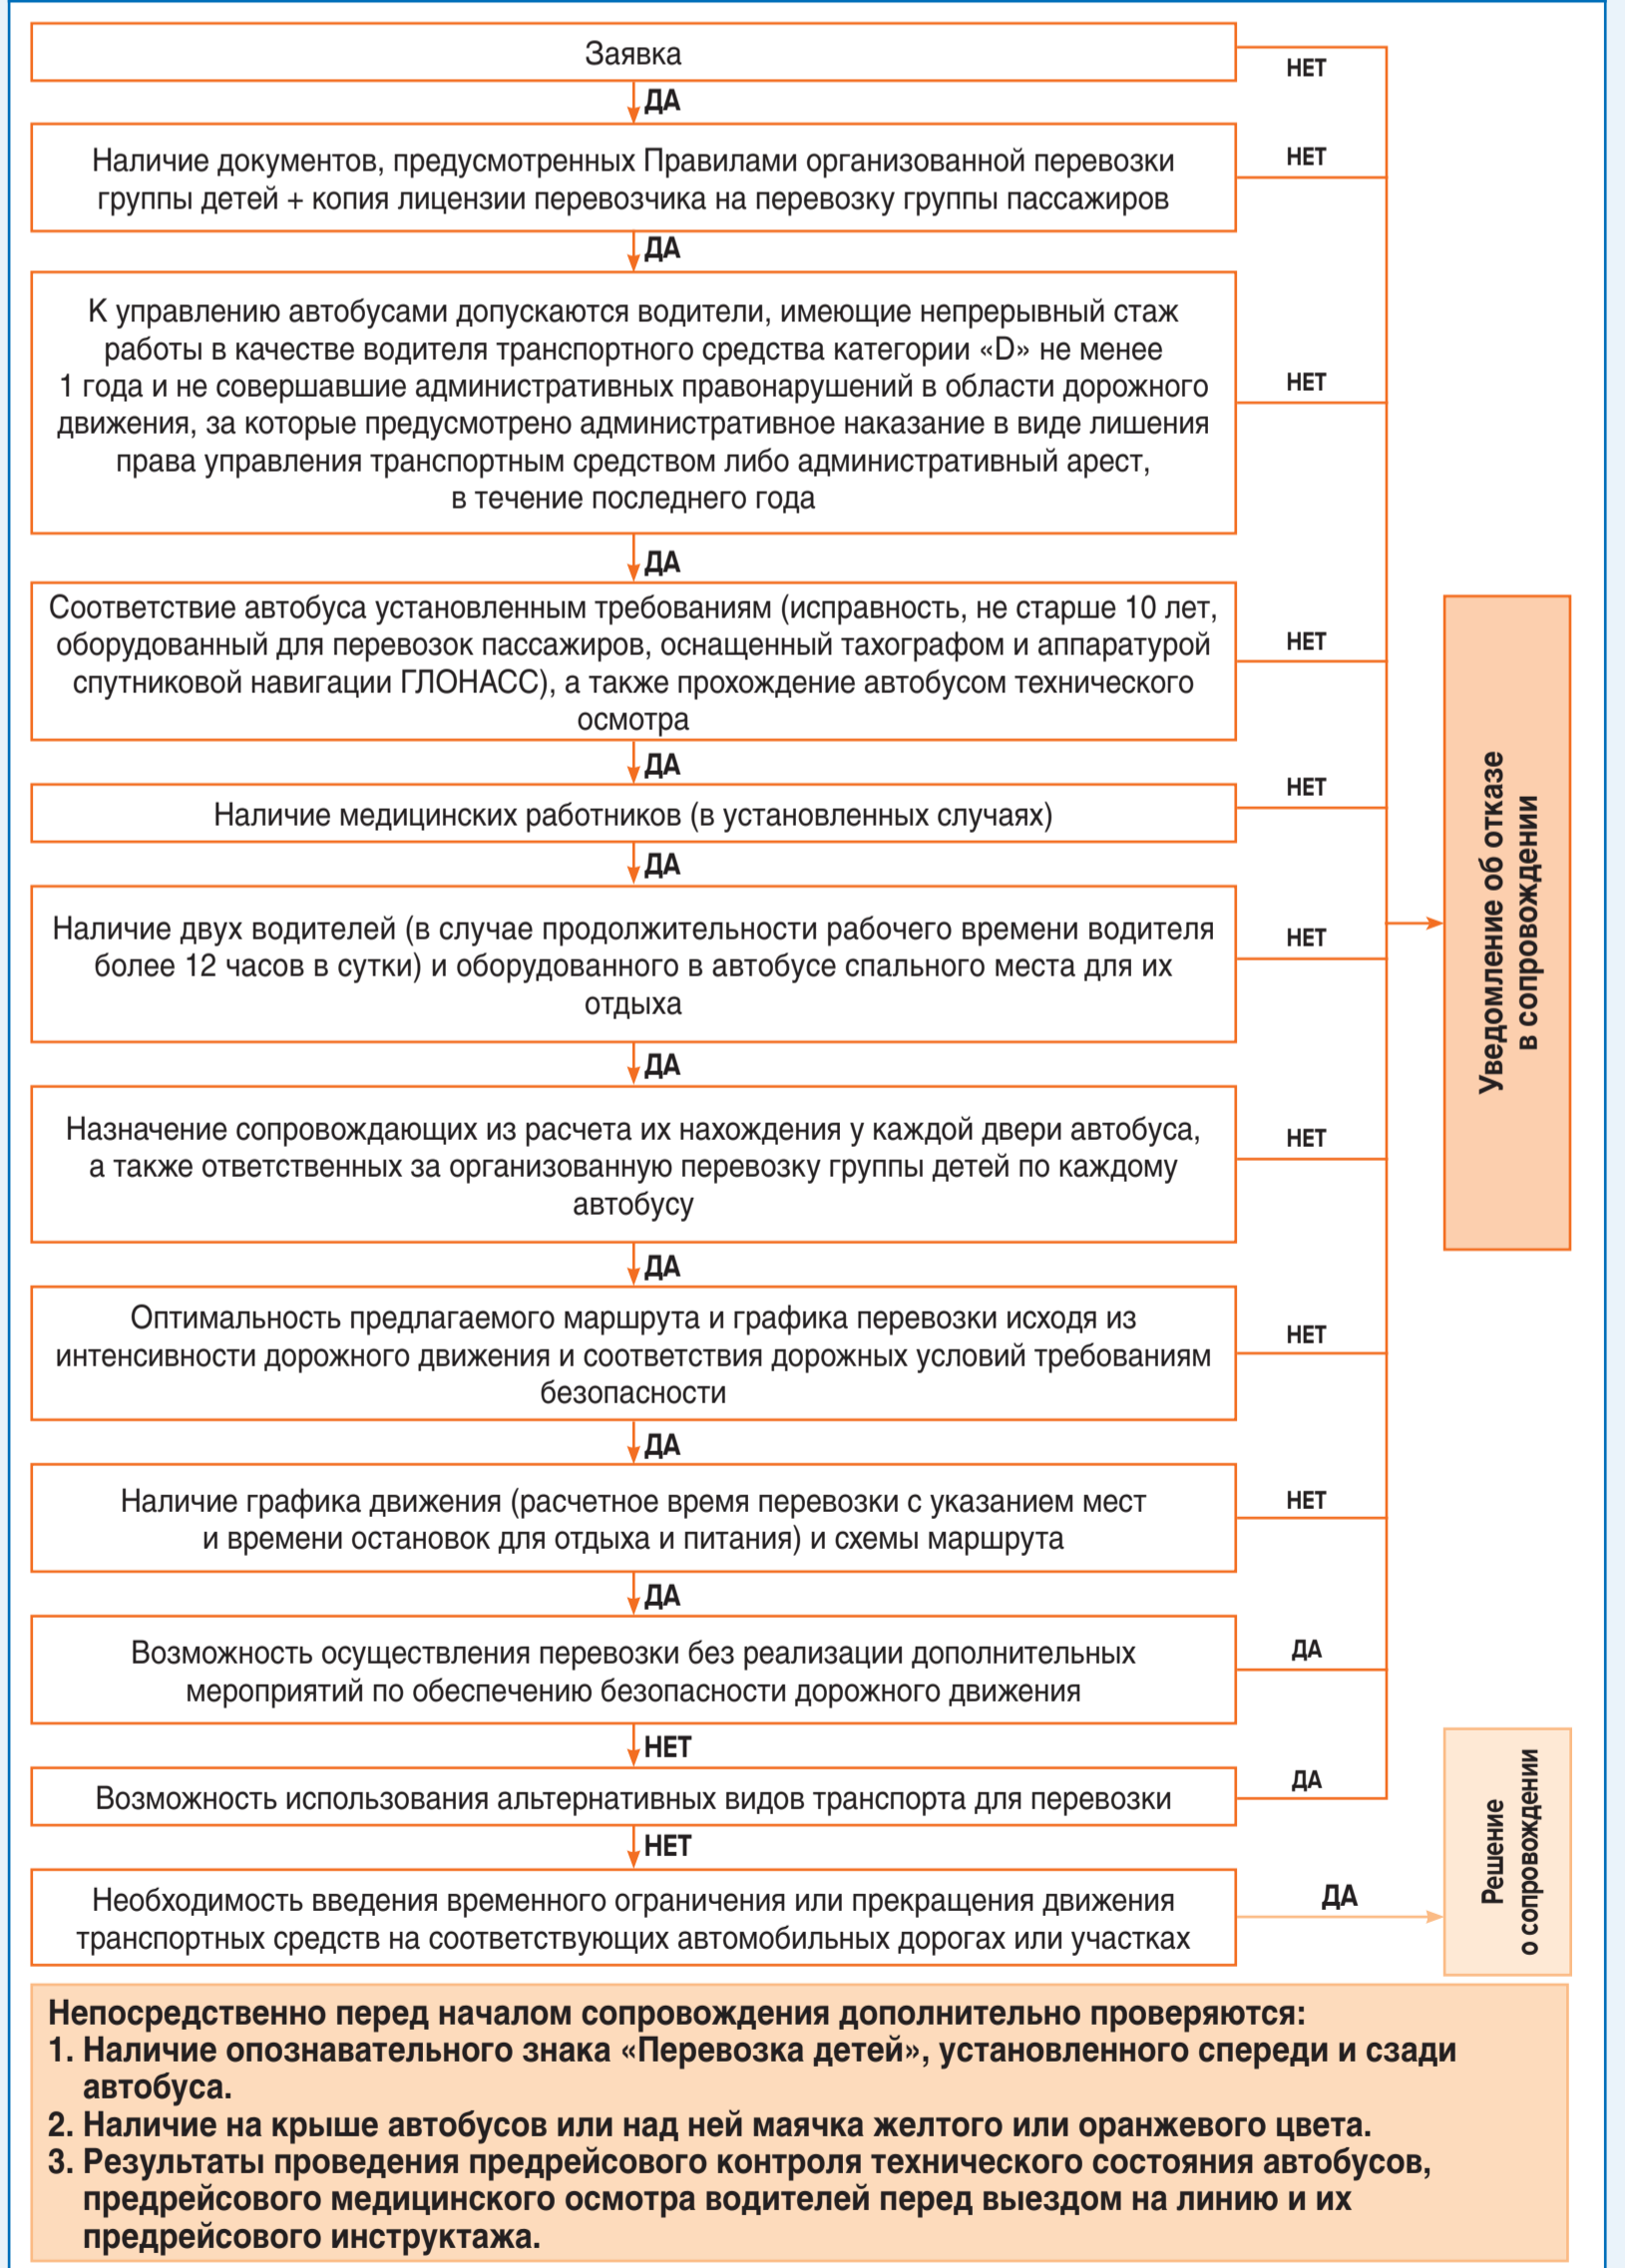 Заявка
НЕТ
ДА
Наличие документов, предусмотренных Правилами организованной перевозки
группы детей + копия лицензии перевозчика на перевозку группы пассажиров
НЕТ
ДА
К управлению автобусами допускаются водители, имеющие непрерывный стаж
работы в качестве водителя транспортного средства категории «D» не менее
1 года и не совершавшие административных правонарушений в области дорожного
движения, за которые предусмотрено административное наказание в виде лишения
права управления транспортным средством либо административный арест,
в течение последнего года
НЕТ
ДА
Соответствие автобуса установленным требованиям (исправность, не старше 10 лет,
оборудованный для перевозок пассажиров, оснащенный тахографом и аппаратурой
спутниковой навигации ГЛОНАСС), а также прохождение автобусом технического
осмотра
НЕТ
ДА
Наличие медицинских работников (в установленных случаях)
НЕТ
ДА
Наличие двух водителей (в случае продолжительности рабочего времени водителя
более 12 часов в сутки) и оборудованного в автобусе спального места для их
отдыха
НЕТ
ДА
Назначение сопровождающих из расчета их нахождения у каждой двери автобуса,
а также ответственных за организованную перевозку группы детей по каждому
автобусу
НЕТ
ДА
Оптимальность предлагаемого маршрута и графика перевозки исходя из
интенсивности дорожного движения и соответствия дорожных условий требованиям
безопасности
НЕТ
ДА
Наличие графика движения (расчетное время перевозки с указанием мест
и времени остановок для отдыха и питания) и схемы маршрута
НЕТ
ДА
Возможность осуществления перевозки без реализации дополнительных
мероприятий по обеспечению безопасности дорожного движения
ДА
НЕТ
Возможность использования альтернативных видов транспорта для перевозки
ДА
НЕТ
Необходимость введения временного ограничения или прекращения движения
транспортных средств на соответствующих автомобильных дорогах или участках
ДА
Уведомление об отказе
в сопровождении
Решение
о сопровождении
Непосредственно перед началом сопровождения дополнительно проверяются:
1. Наличие опознавательного знака «Перевозка детей», установленного спереди и сзади
автобуса.
2. Наличие на крыше автобусов или над ней маячка желтого или оранжевого цвета.
3. Результаты проведения предрейсового контроля технического состояния автобусов,
предрейсового медицинского осмотра водителей перед выездом на линию и их
предрейсового инструктажа.